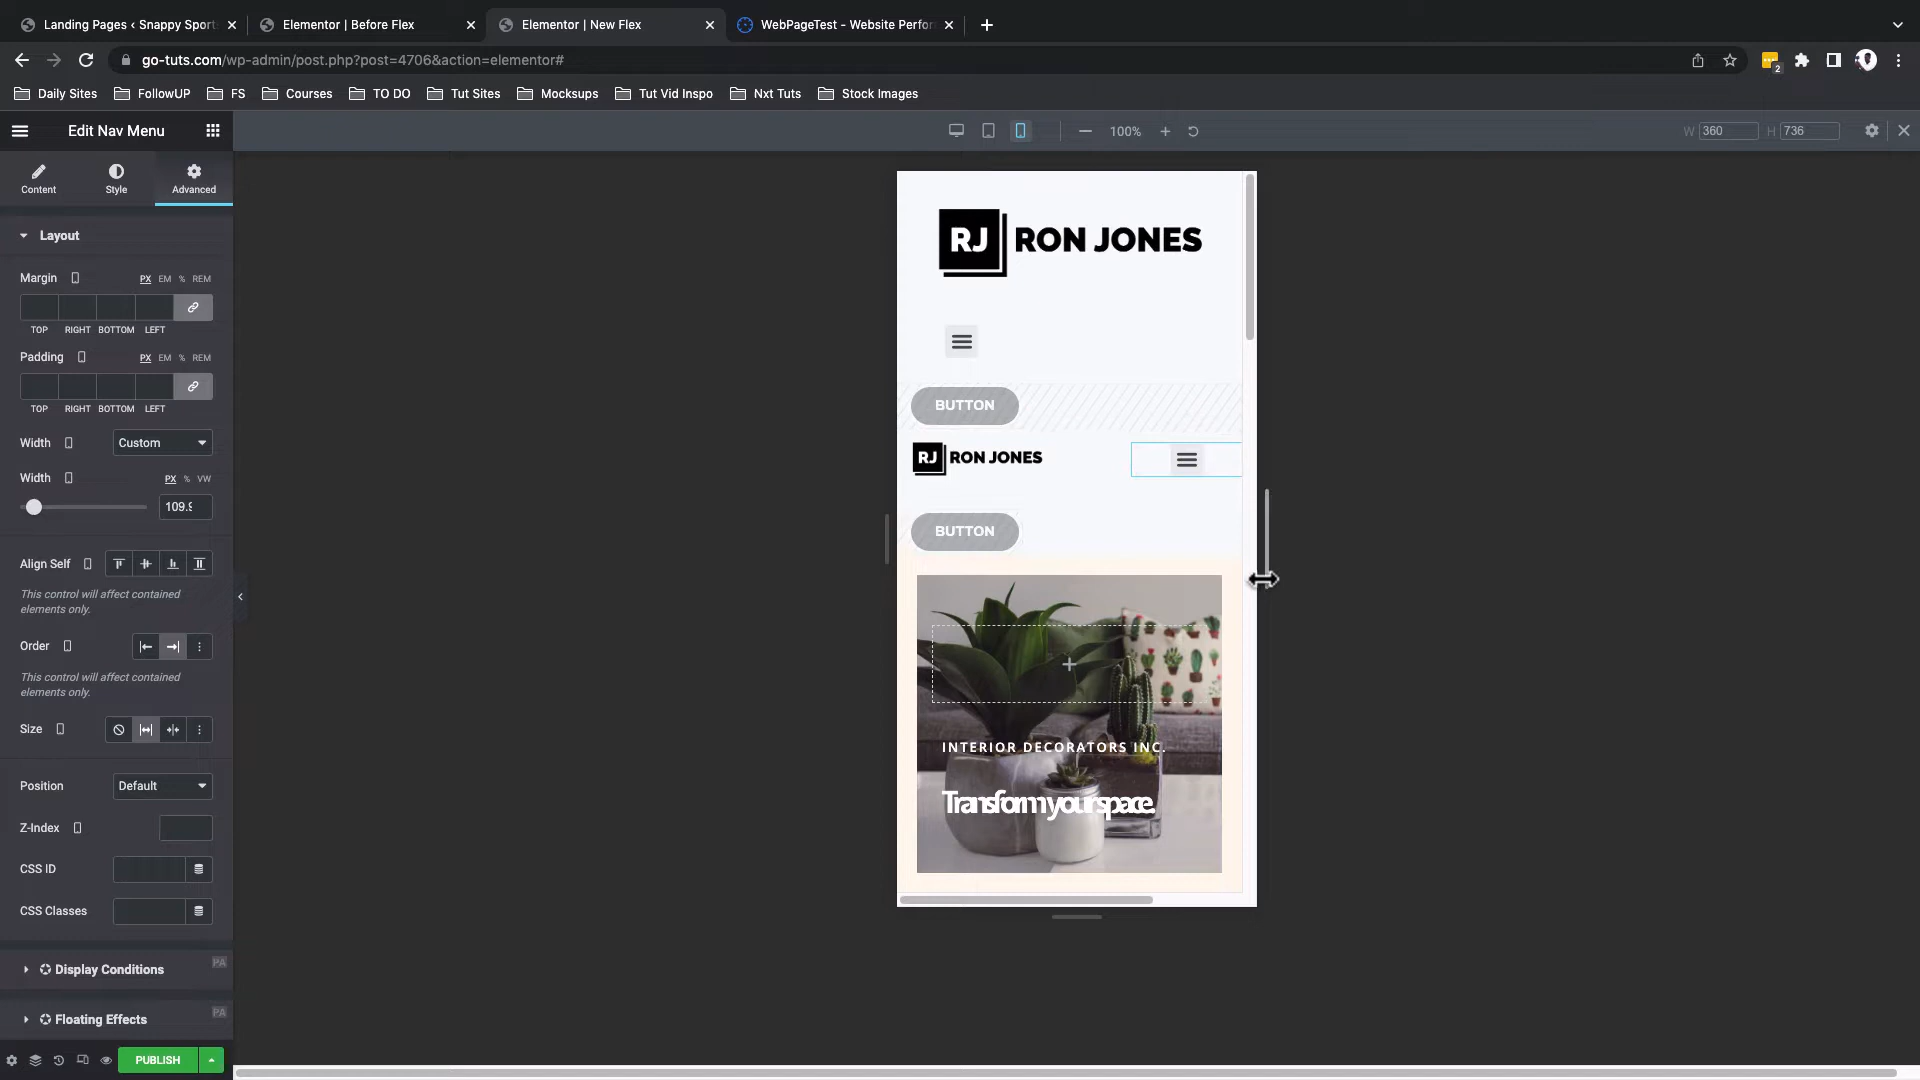 Landing Pages ‹ Snappy Sport
Elementor | Before Flex
Elementor | New Flex
WebPageTest - Website Perfor
go-tuts.com/wp-admin/post.php?post=4706&action=elementor#
2
Daily Sites
FollowUP
FS
Courses
TO DO
Tut Sites
Mocksups
Tut Vid Inspo
Nxt Tuts
Stock Images
Edit Nav Menu
100%
W 360
H 736
Content
Style
Advanced
Layout
Margin
PX EM % REM
TOP RIGHT BOTTOM LEFT
Padding
PX EM % REM
TOP RIGHT BOTTOM LEFT
Width
Custom
Width
PX % VW
109.9
Align Self
This control will affect contained
elements only.
Order
This control will affect contained
elements only.
Size
Position
Default
Z-Index
CSS ID
CSS Classes
Display Conditions
PA
Floating Effects
PA
PUBLISH
RJ RON JONES
BUTTON
RJ RON JONES
BUTTON
INTERIOR DECORATORS INC.
Transform your space.